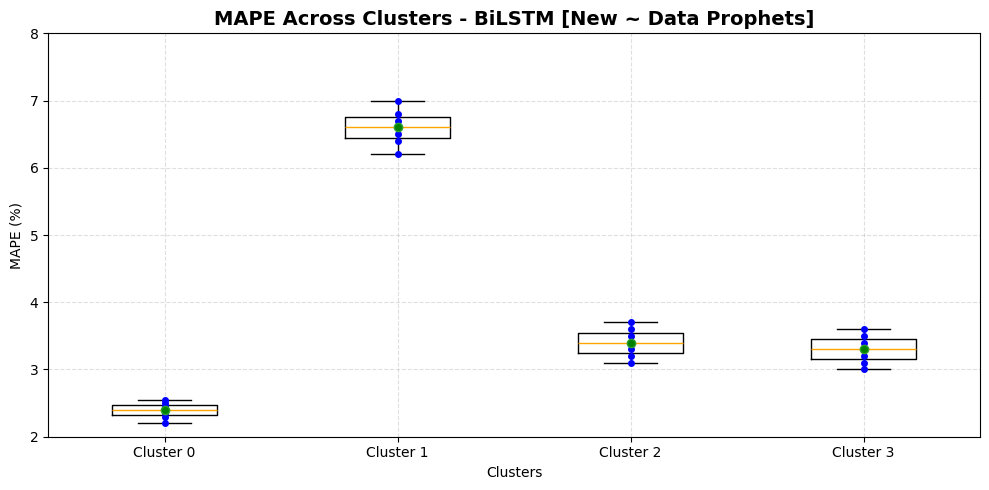 MAPE Across Clusters - BiLSTM [New ~ Data Prophets]
8
7
6
5
4
3
2
MAPE (%)
Cluster 0
Cluster 1
Cluster 2
Cluster 3
Clusters